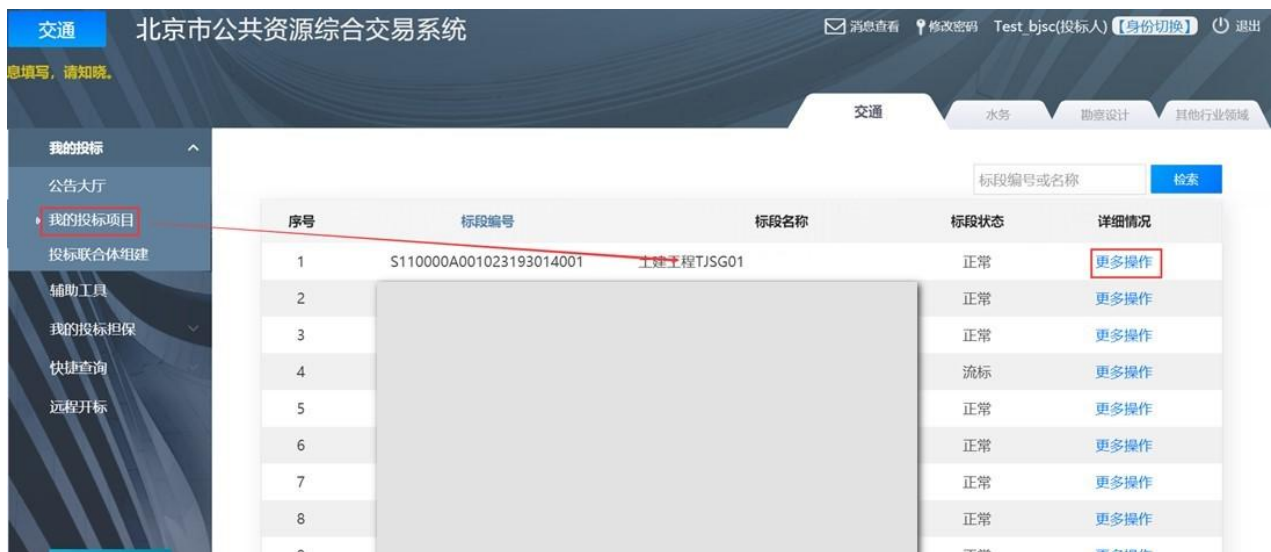 交通 北京市公共资源综合交易系统 消息查看 修改密码 Test_bjsc(投标人)【身份切换】 退出
息填写，请知晓。
交通 水务 勘察设计 其他行业领域
我的投标
公告大厅
我的投标项目
投标联合体组建
辅助工具
我的投标担保
快捷查询
远程开标
标段编号或名称 检索
序号 标段编号 标段名称 标段状态 详细情况
1 S110000A001023193014001 土建工程TJSG01 正常 更多操作
2 正常 更多操作
3 正常 更多操作
4 流标 更多操作
5 正常 更多操作
6 正常 更多操作
7 正常 更多操作
8 正常 更多操作